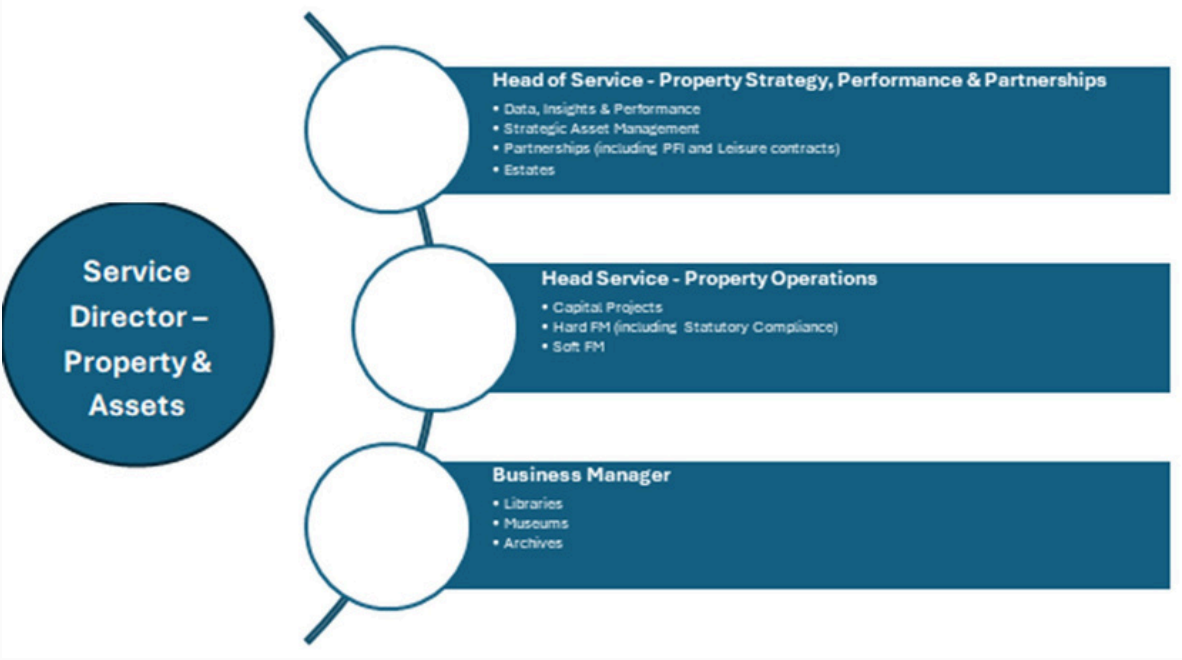 Service
Director –
Property &
Assets
Head of Service - Property Strategy, Performance & Partnerships
• Data, Insights & Performance
• Strategic Asset Management
• Partnerships (including PFI and Leisure contracts)
• Estates
Head Service - Property Operations
• Capital Projects
• Hard FM (including Statutory Compliance)
• Soft FM
Business Manager
• Libraries
• Museums
• Archives